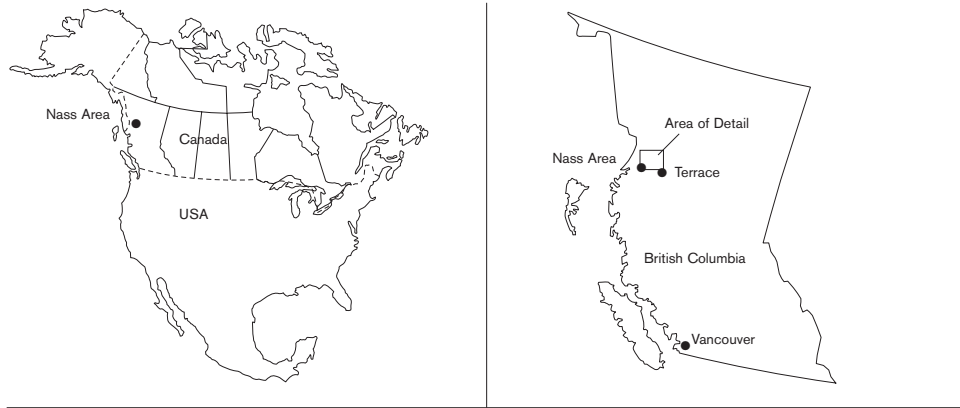 Nass Area
Canada
USA
Area of Detail
Nass Area
Terrace
British Columbia
Vancouver